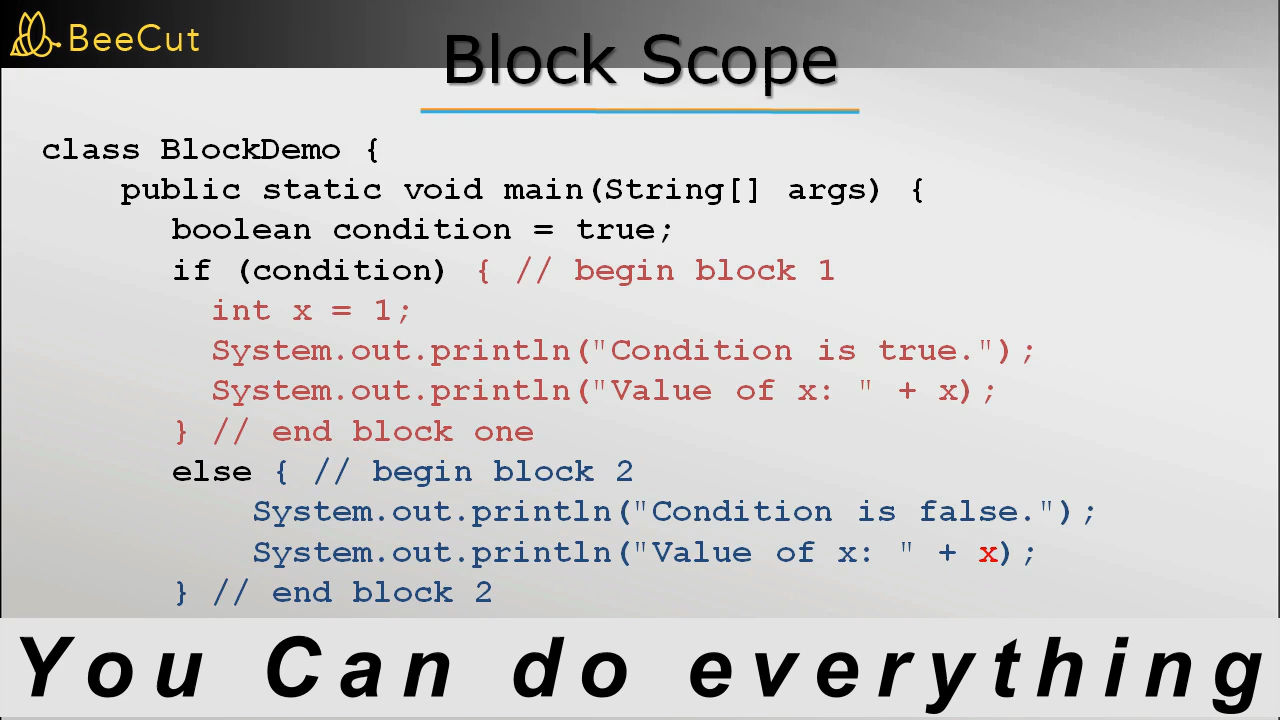 BeeCut
Block Scope
class BlockDemo {
public static void main(String[] args) {
boolean condition = true;
if (condition) { // begin block 1
int x = 1;
System.out.println("Condition is true.");
System.out.println("Value of x: " + x);
} // end block one
else { // begin block 2
System.out.println("Condition is false.");
System.out.println("Value of x: " + x);
} // end block 2
You Can do everything